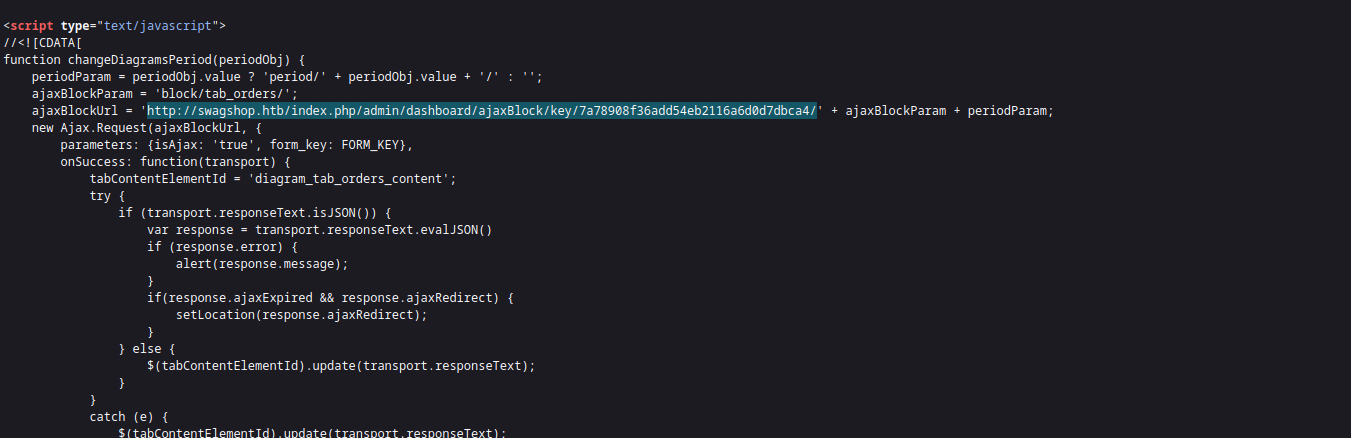 <script type="text/javascript">
//<![CDATA[
function changeDiagramsPeriod(periodObj) {
    periodParam = periodObj.value ? 'period/' + periodObj.value + '/' : '';
    ajaxBlockParam = 'block/tab_orders/';
    ajaxBlockUrl = 'http://swagshop.htb/index.php/admin/dashboard/ajaxBlock/key/7a78908f36add54eb2116a6d0d7dbca4/' + ajaxBlockParam + periodParam;
    new Ajax.Request(ajaxBlockUrl, {
        parameters: {isAjax: 'true', form_key: FORM_KEY},
        onSuccess: function(transport) {
            tabContentElementId = 'diagram_tab_orders_content';
            try {
                if (transport.responseText.isJSON()) {
                    var response = transport.responseText.evalJSON()
                    if (response.error) {
                        alert(response.message);
                    }
                    if(response.ajaxExpired && response.ajaxRedirect) {
                        setLocation(response.ajaxRedirect);
                    }
                } else {
                    $(tabContentElementId).update(transport.responseText);
                }
            }
            catch (e) {
                $(tabContentElementId).update(transport.responseText);